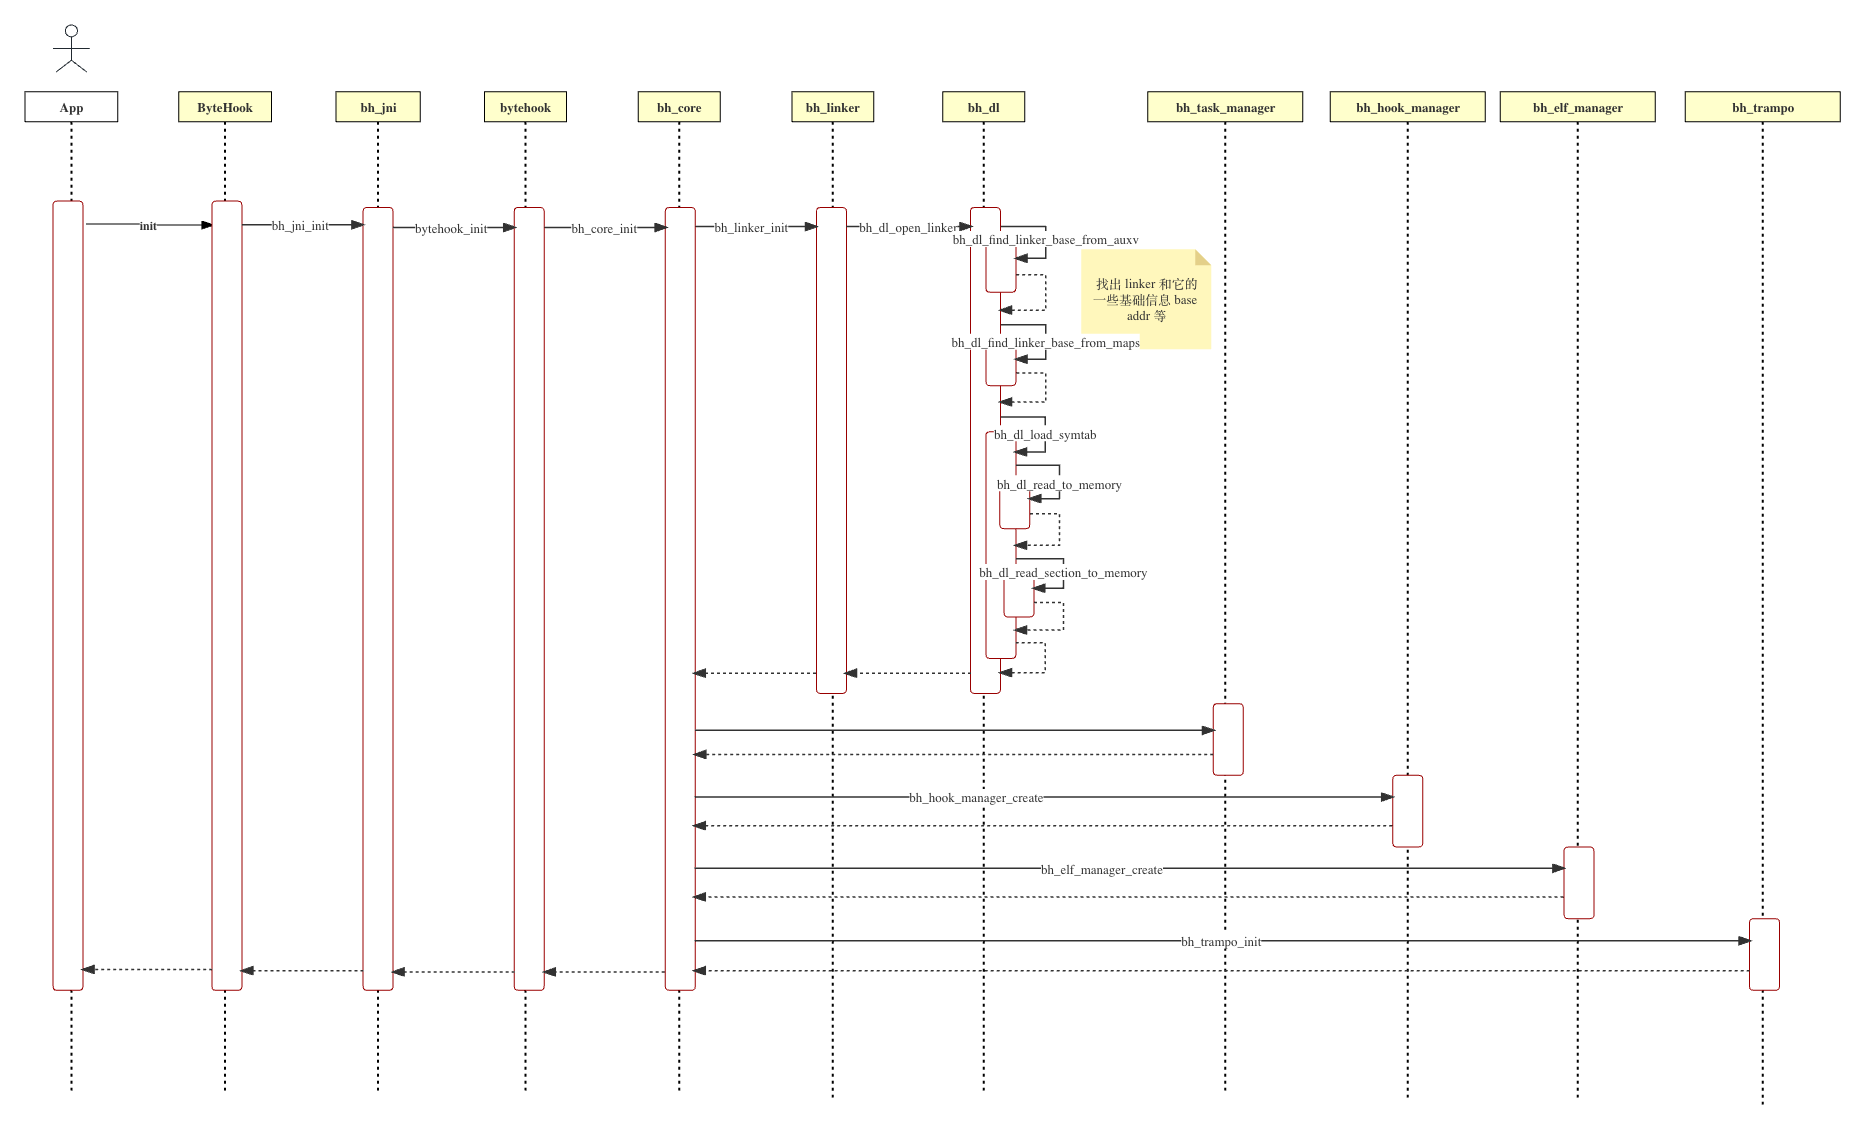 App
ByteHook
bh_jni
bytehook
bh_core
bh_linker
bh_dl
bh_task_manager
bh_hook_manager
bh_elf_manager
bh_trampo
init
bh_jni_init
bytehook_init
bh_core_init
bh_linker_init
bh_dl_open_linker
bh_dl_find_linker_base_from_auxv
找出 linker 和它的
一些基础信息 base
addr 等
bh_dl_find_linker_base_from_maps
bh_dl_load_symtab
bh_dl_read_to_memory
bh_dl_read_section_to_memory
bh_hook_manager_create
bh_elf_manager_create
bh_trampo_init